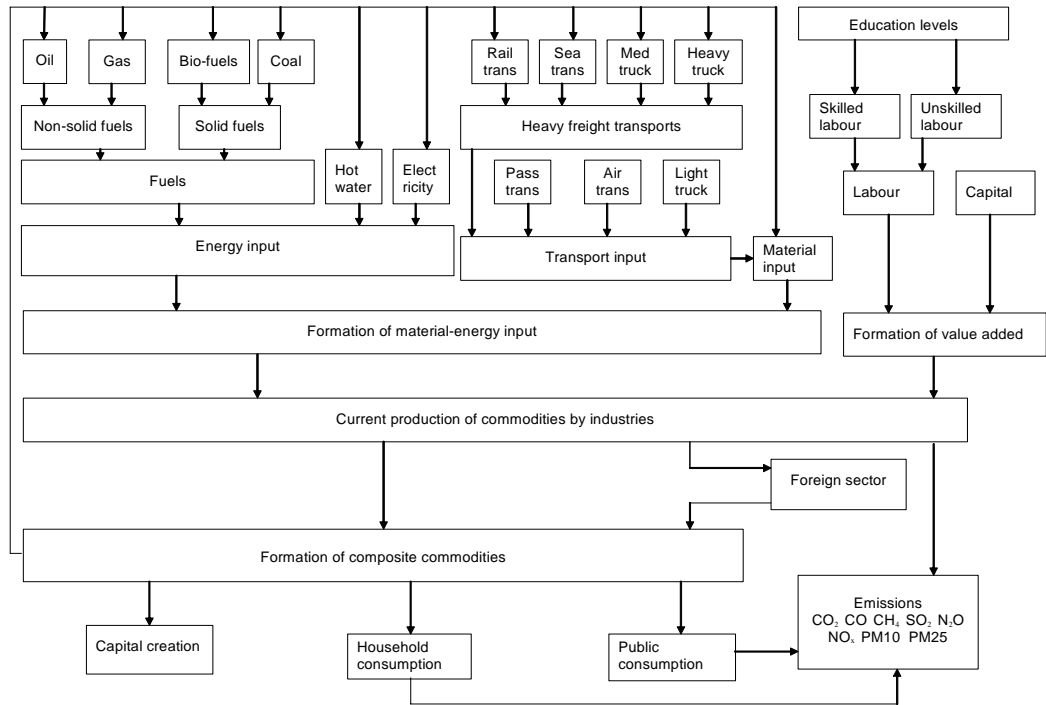 Education levels
Oil
Gas
Bio-fuels
Coal
Rail
trans
Sea
trans
Med
truck
Heavy
truck
Skilled
labour
Unskilled
labour
Non-solid fuels
Solid fuels
Heavy freight transports
Fuels
Hot
water
Elect
ricity
Pass
trans
Air
trans
Light
truck
Labour
Capital
Energy input
Transport input
Material
input
Formation of material-energy input
Formation of value added
Current production of commodities by industries
Foreign sector
Formation of composite commodities
Capital creation
Household
consumption
Public
consumption
Emissions
CO₂ CO CH₄ SO₂ N₂O
NOₓ PM10 PM25